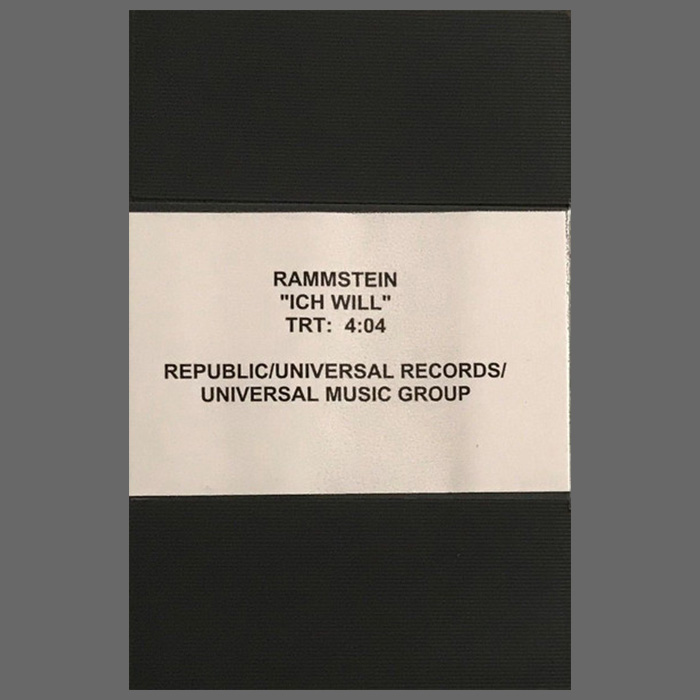 RAMMSTEIN
"ICH WILL"
TRT: 4:04
REPUBLIC/UNIVERSAL RECORDS/
UNIVERSAL MUSIC GROUP